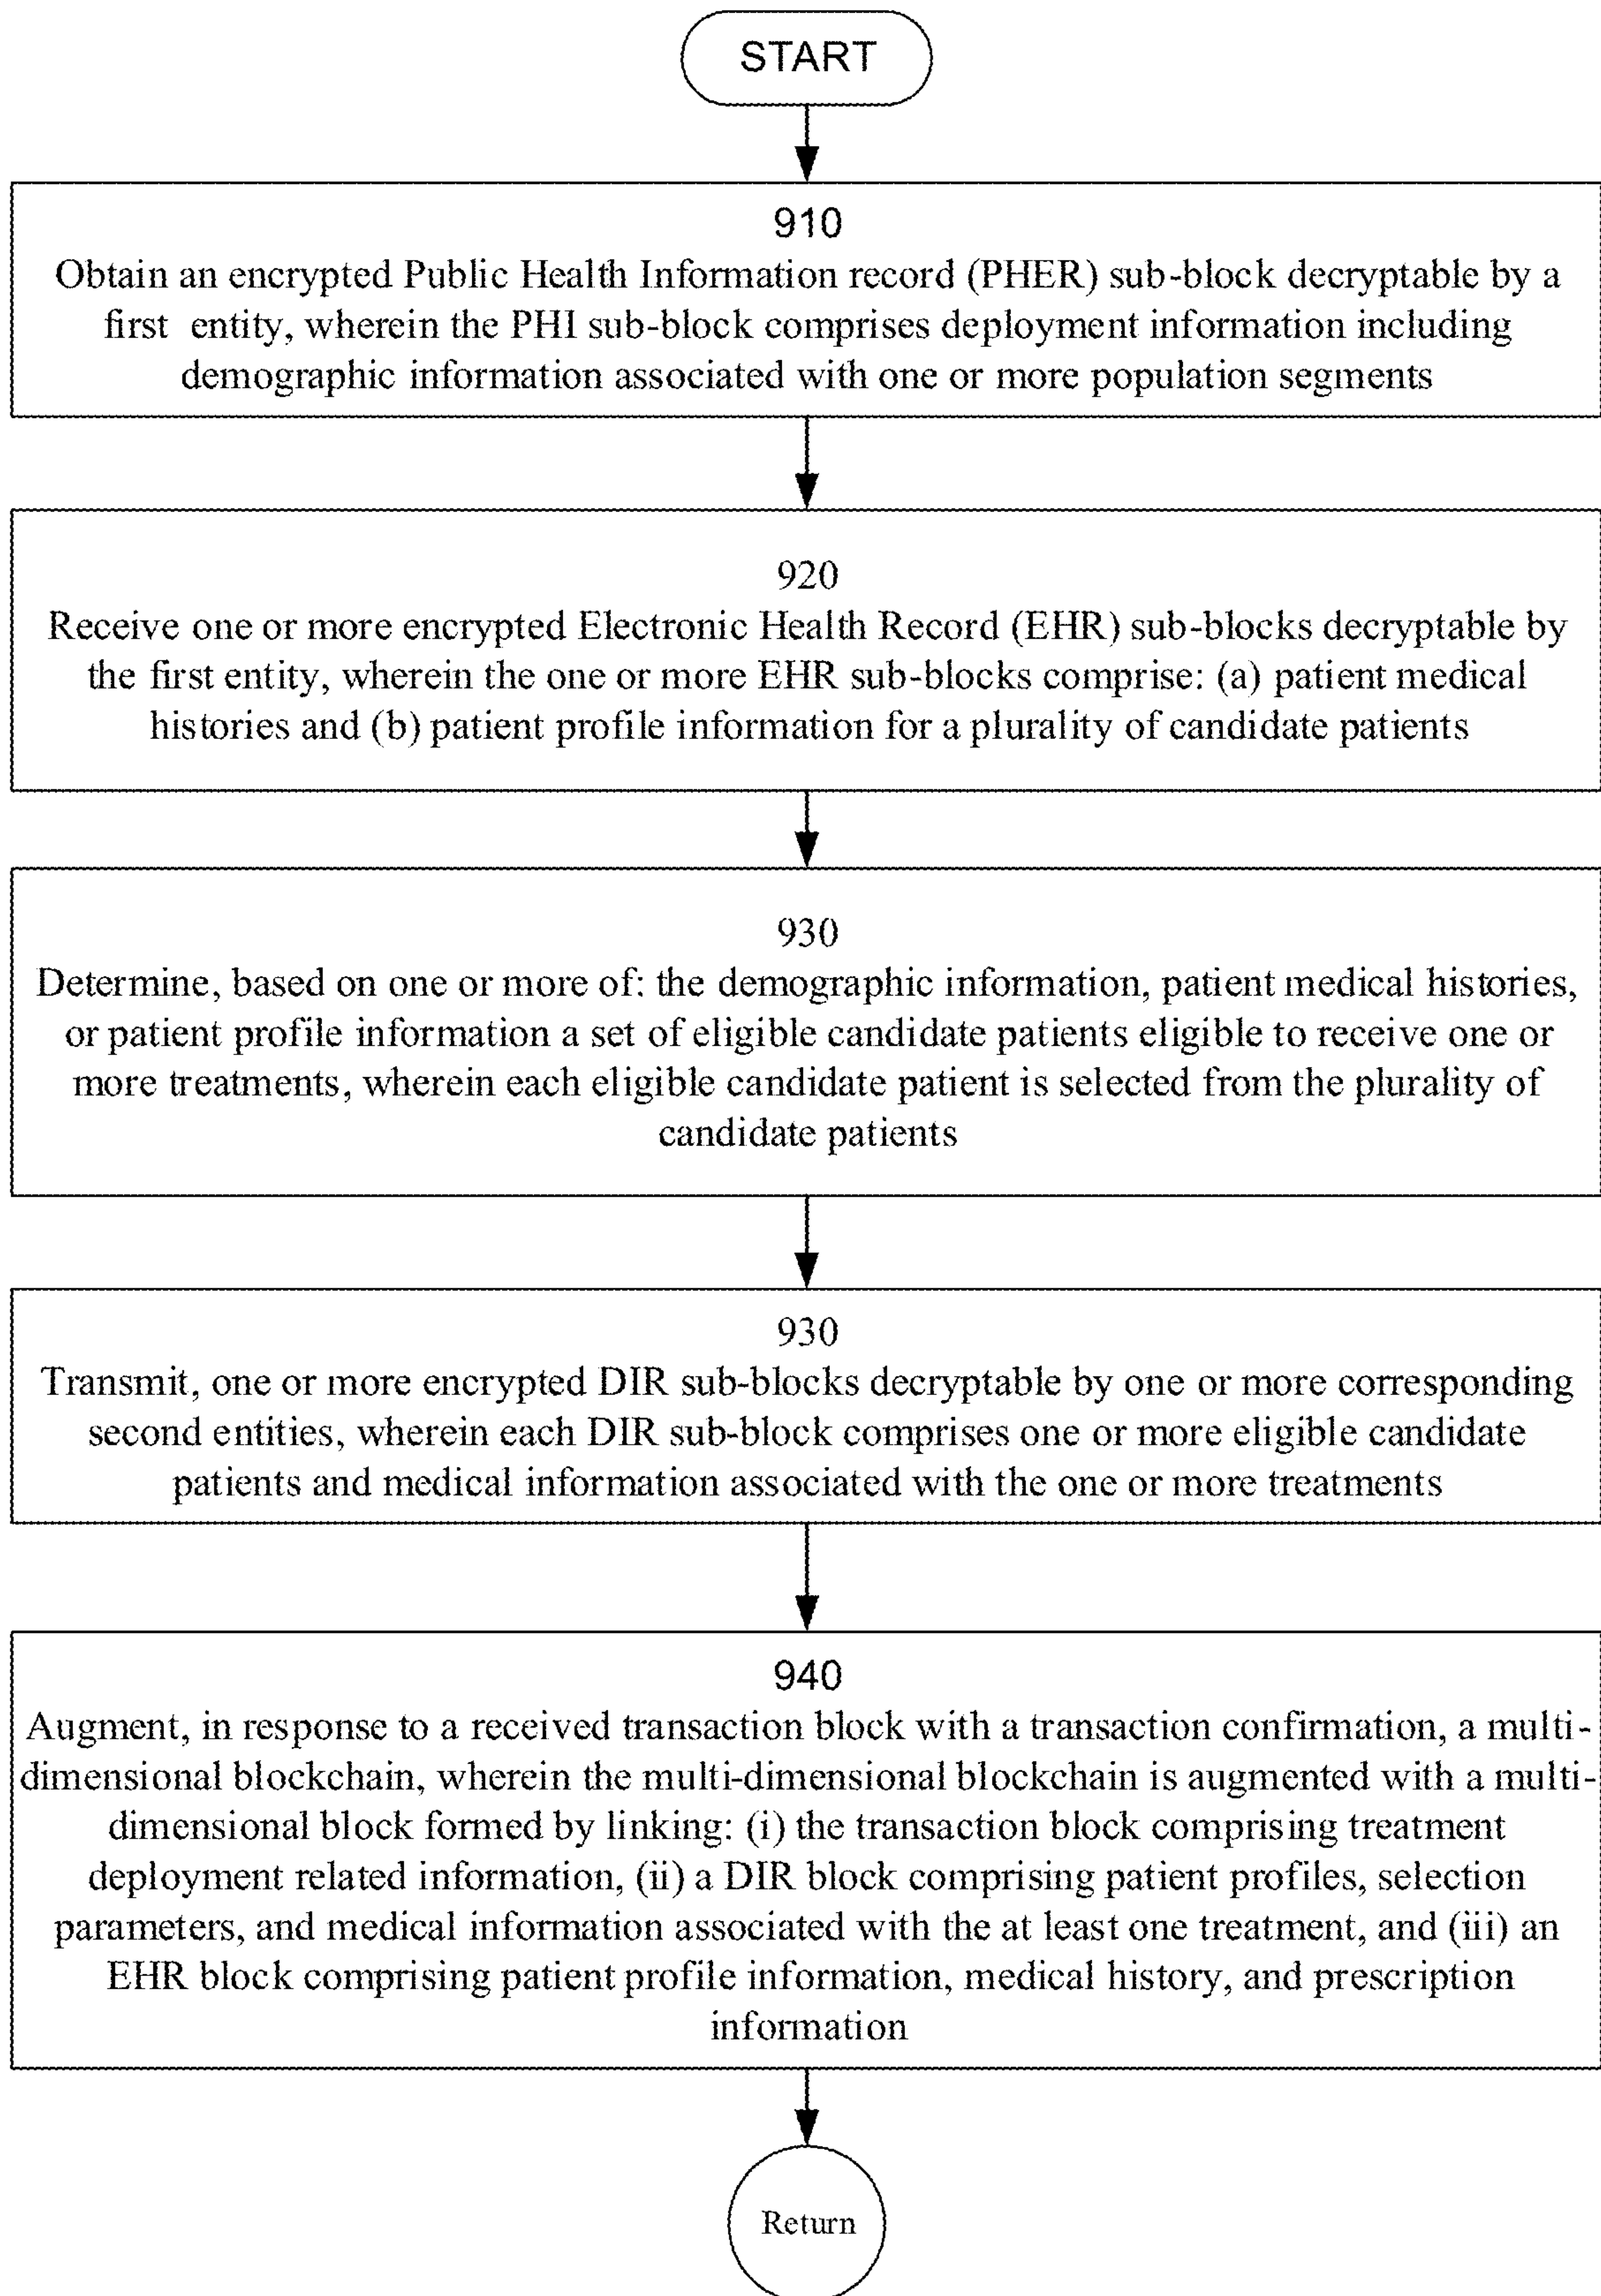 START
910
Obtain an encrypted Public Health Information record (PHER) sub-block decryptable by a
first entity, wherein the PHI sub-block comprises deployment information including
demographic information associated with one or more population segments
920
Receive one or more encrypted Electronic Health Record (EHR) sub-blocks decryptable by
the first entity, wherein the one or more EHR sub-blocks comprise: (a) patient medical
histories and (b) patient profile information for a plurality of candidate patients
930
Determine, based on one or more of: the demographic information, patient medical histories,
or patient profile information a set of eligible candidate patients eligible to receive one or
more treatments, wherein each eligible candidate patient is selected from the plurality of
candidate patients
930
Transmit, one or more encrypted DIR sub-blocks decryptable by one or more corresponding
second entities, wherein each DIR sub-block comprises one or more eligible candidate
patients and medical information associated with the one or more treatments
940
Augment, in response to a received transaction block with a transaction confirmation, a multi-
dimensional blockchain, wherein the multi-dimensional blockchain is augmented with a multi-
dimensional block formed by linking: (i) the transaction block comprising treatment
deployment related information, (ii) a DIR block comprising patient profiles, selection
parameters, and medical information associated with the at least one treatment, and (iii) an
EHR block comprising patient profile information, medical history, and prescription
information
Return